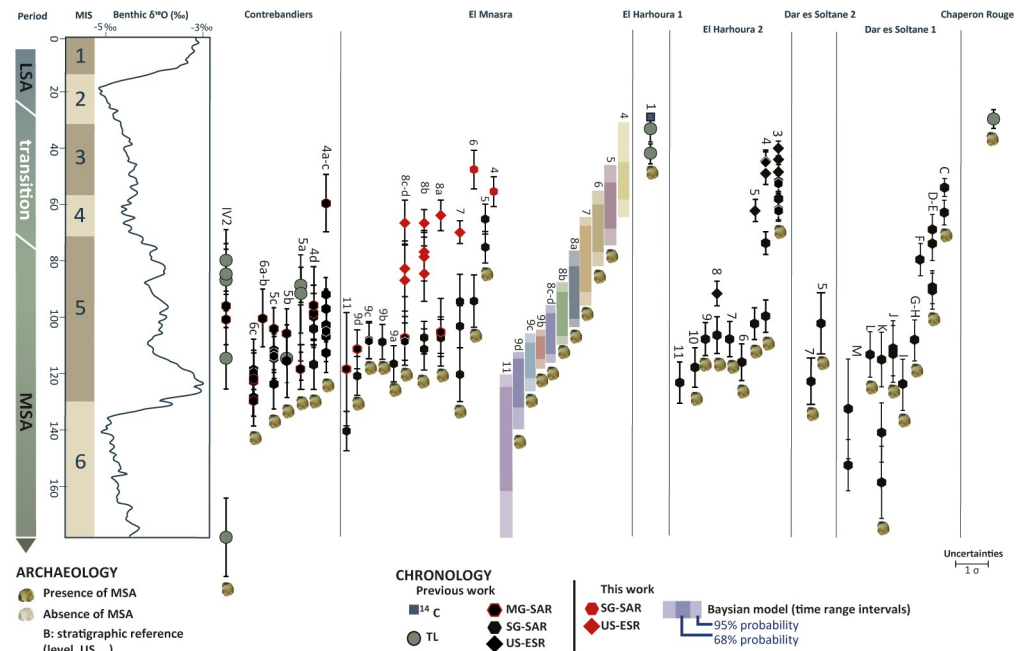 Period MIS Benthic δ¹⁸O (‰) Contrebandiers El Mnasra El Harhoura 1 El Harhoura 2 Dar es Soltane 2 Dar es Soltane 1 Chaperon Rouge
-5 ‰ -3 ‰
0
20
40
60
80
100
120
140
160
LSA
transition
MSA
1
2
3
4
5
6
IV2
6c
6a-b
5c
5b
5a
4d
4a-c
11
9d
9c
9b
9a
8c-d
8b
8a
7
6
5
4
11
9d
9c
9b
8c-d
8b
8a
7
6
5
4
1
11
10
9
8
7
6
5
4
3
7
5
M
L
K
J
I
G-H
F
D-E
C
Uncertainties
1 σ
ARCHAEOLOGY
Presence of MSA
Absence of MSA
B: stratigraphic reference
(level, US...)
CHRONOLOGY
Previous work
¹⁴C
TL
MG-SAR
SG-SAR
US-ESR
This work
SG-SAR
US-ESR
Baysian model (time range intervals)
95% probability
68% probability